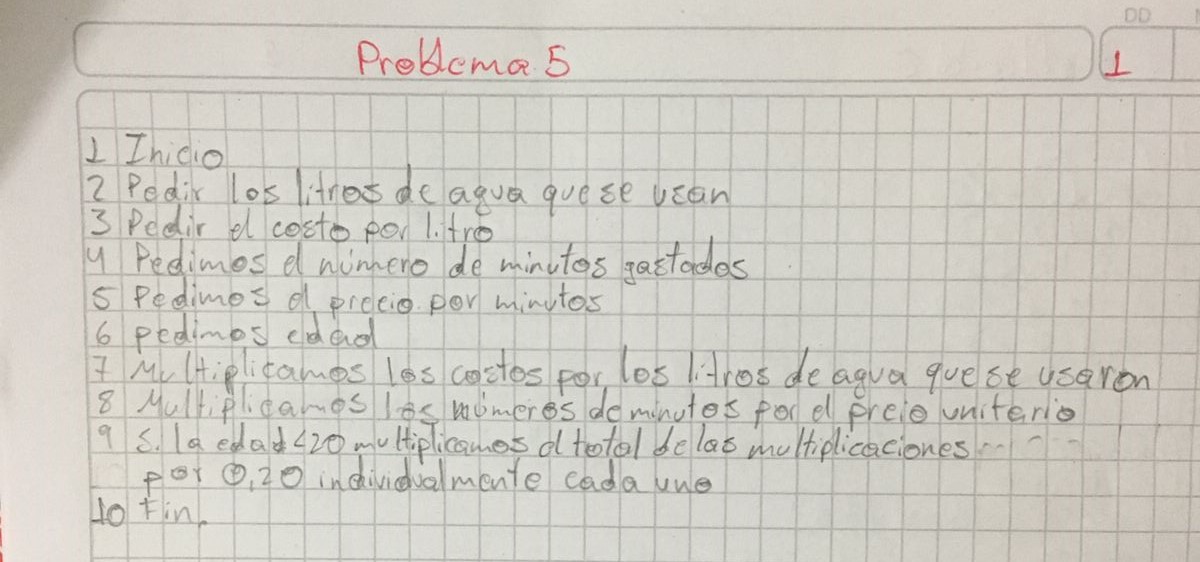 DD
Problema 5
1
1 Inicio
2 Pedir los litros de agua que se usan
3 Pedir el costo por litro
4 Pedimos el número de minutos gastados
5 Pedimos el precio por minutos
6 pedimos edad
7 Multiplicamos los costos por los litros de agua que se usaron
8 Multiplicamos los números de minutos por el preio uniterio
9 Si la edad <20 multiplicamos el total de las multiplicaciones
por 0,20 individualmente cada uno
10 Fin.